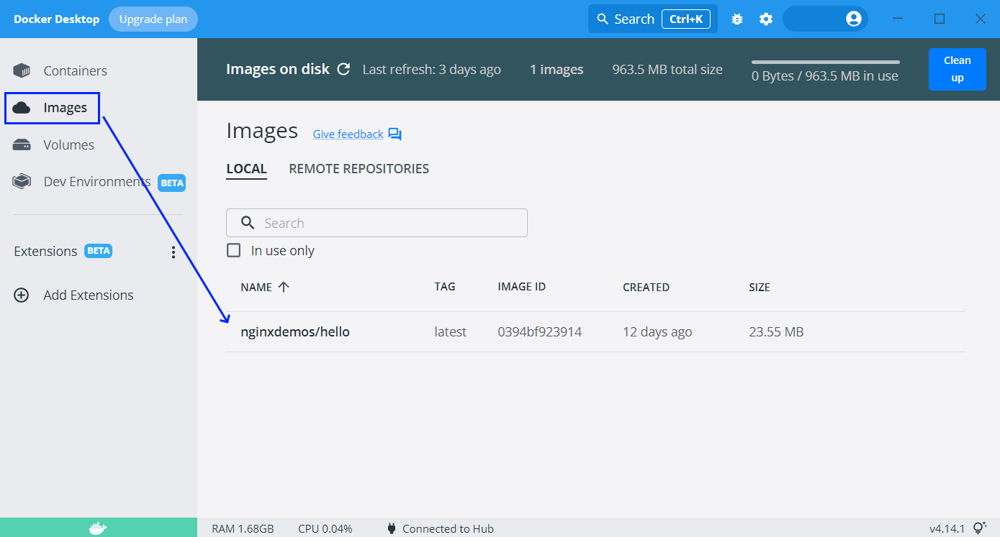 Docker Desktop Upgrade plan Search Ctrl+K
Containers
Images
Volumes
Dev Environments BETA
Extensions BETA
Add Extensions
Images on disk Last refresh: 3 days ago 1 images 963.5 MB total size 0 Bytes / 963.5 MB in use
Clean
up
Images Give feedback
LOCAL REMOTE REPOSITORIES
Search
In use only
NAME TAG IMAGE ID CREATED SIZE
nginxdemos/hello latest 0394bf923914 12 days ago 23.55 MB
RAM 1.68GB CPU 0.04% Connected to Hub v4.14.1